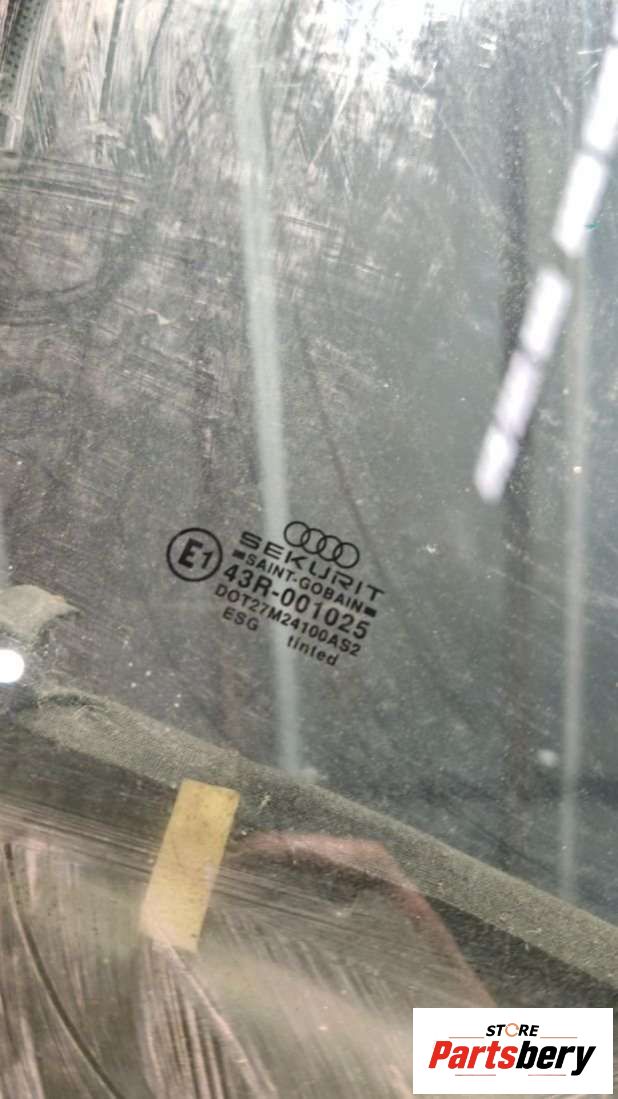 E1
SEKURIT
SAINT-GOBAIN
43R-001025
DOT27M24100AS2
ESG tinted
STORE
Partsbery